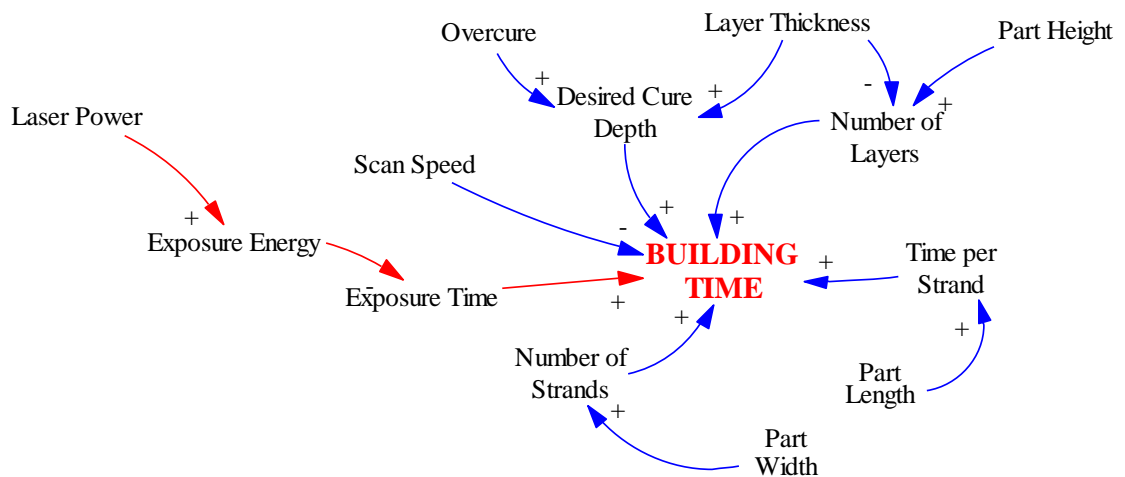 Overcure
Layer Thickness
Part Height
+
Desired Cure
Depth
+
-
+
Number of
Layers
Laser Power
Scan Speed
+
Exposure Energy
-
+
+
BUILDING
TIME
Time per
Strand
+
-
Exposure Time
+
+
Number of
Strands
+
+
Part
Length
Part
Width